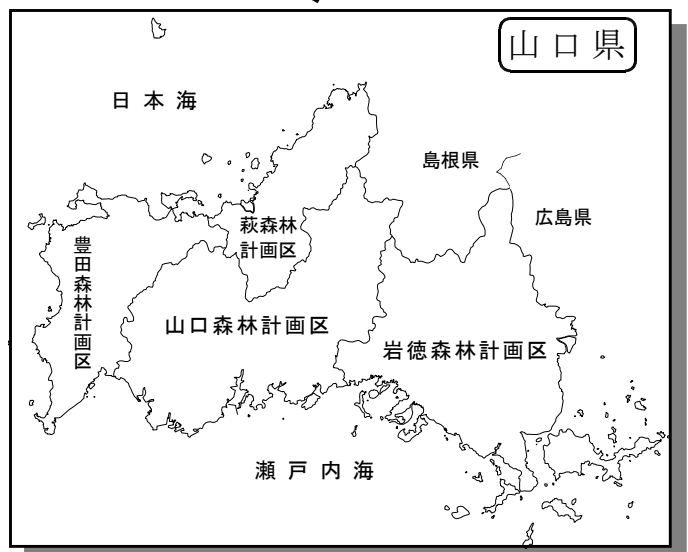 山口県
日本海
島根県
広島県
萩森林
計画区
豊田森林計画区
山口森林計画区
岩徳森林計画区
瀬戸内海